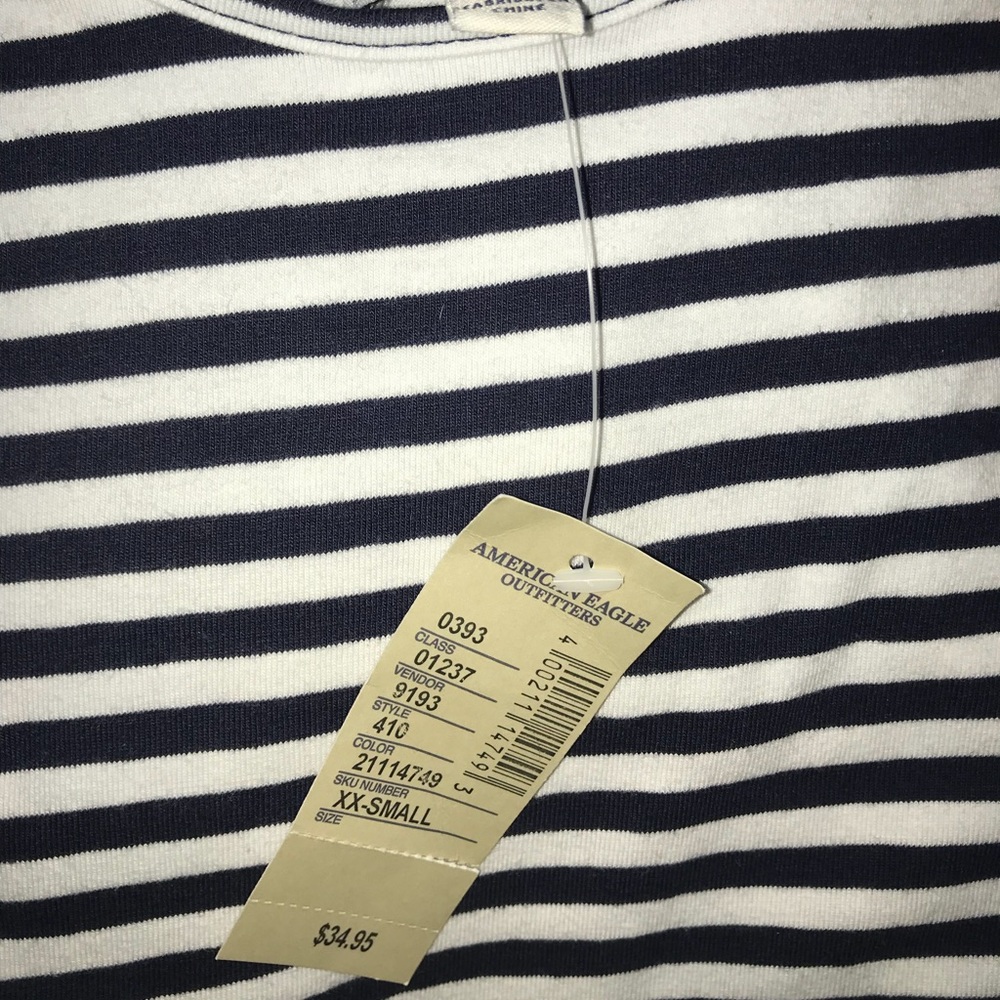 AMERICAN EAGLE
OUTFITTERS
0393
CLASS
01237
VENDOR
9193
STYLE
410
COLOR
21114749
SKU NUMBER
XX-SMALL
SIZE
4 00211 14749 3
$34.95